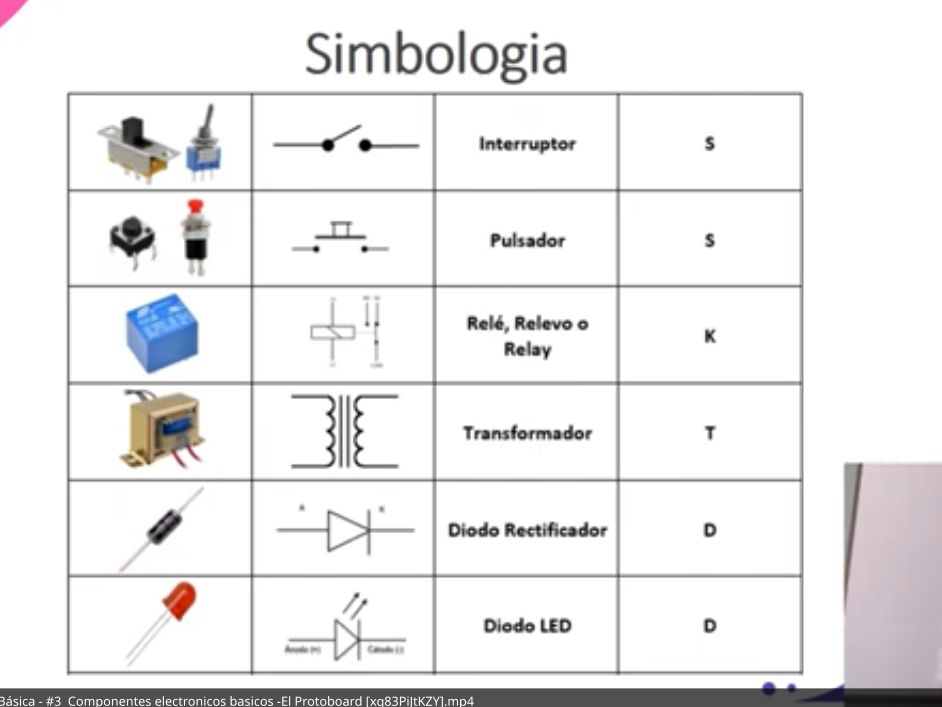 Simbologia
Interruptor
S
Pulsador
S
Relé, Relevo o
Relay
K
Transformador
T
A
K
Diodo Rectificador
D
Ánodo (+)
Cátodo (-)
Diodo LED
D
Básica - #3 Componentes electronicos basicos -El Protoboard [xq83PiJtKZY].mp4